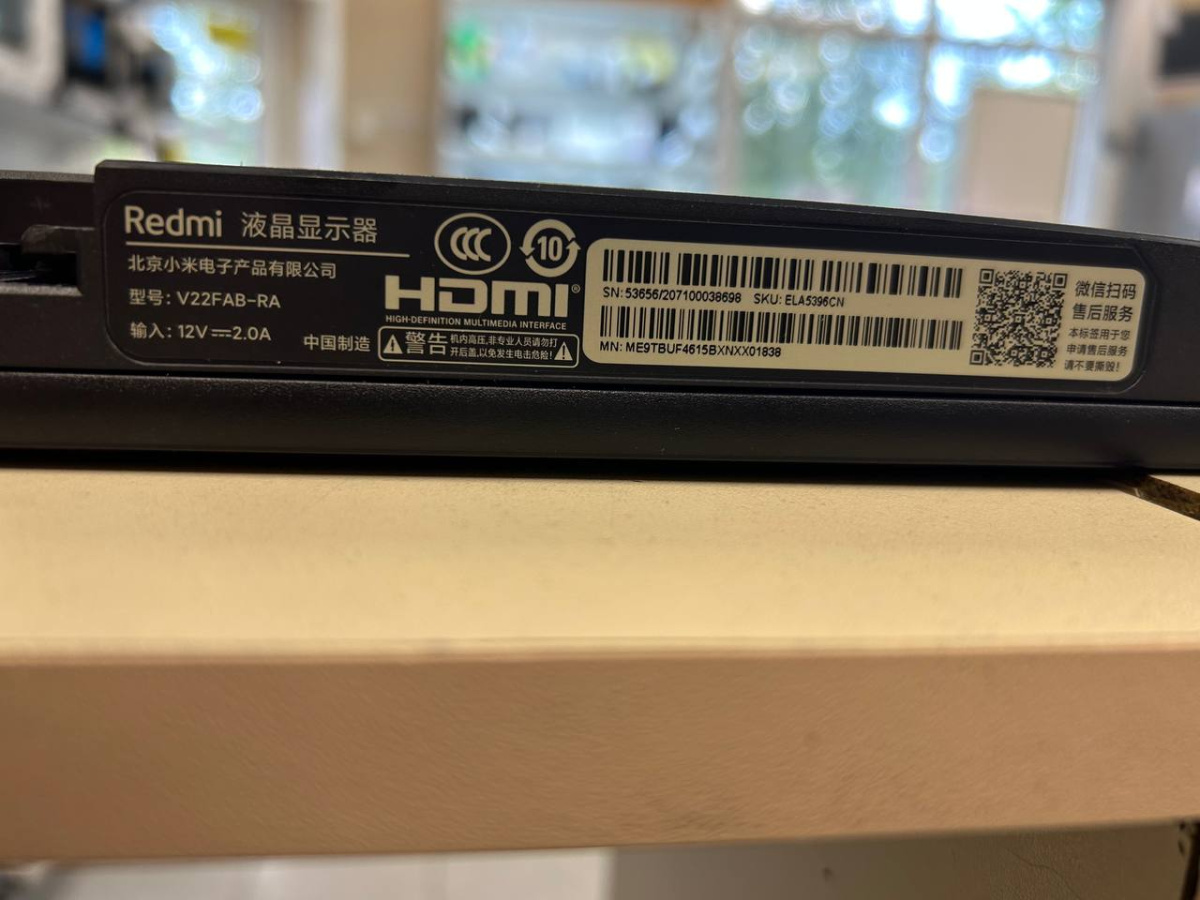 Redmi 液晶显示器
北京小米电子产品有限公司
型号: V22FAB-RA
输入: 12V⎓2.0A
中国制造
CCC
10
HDMI®
HIGH-DEFINITION MULTIMEDIA INTERFACE
警告 机内高压,非专业人员请勿打
开后盖,以免发生电击危险!
SN: 53656/207100038698 SKU: ELA5396CN
MN: ME9TBUF4615BXNXX01838
微信扫码
售后服务
本标签用于您
申请售后服务
请不要撕毁!